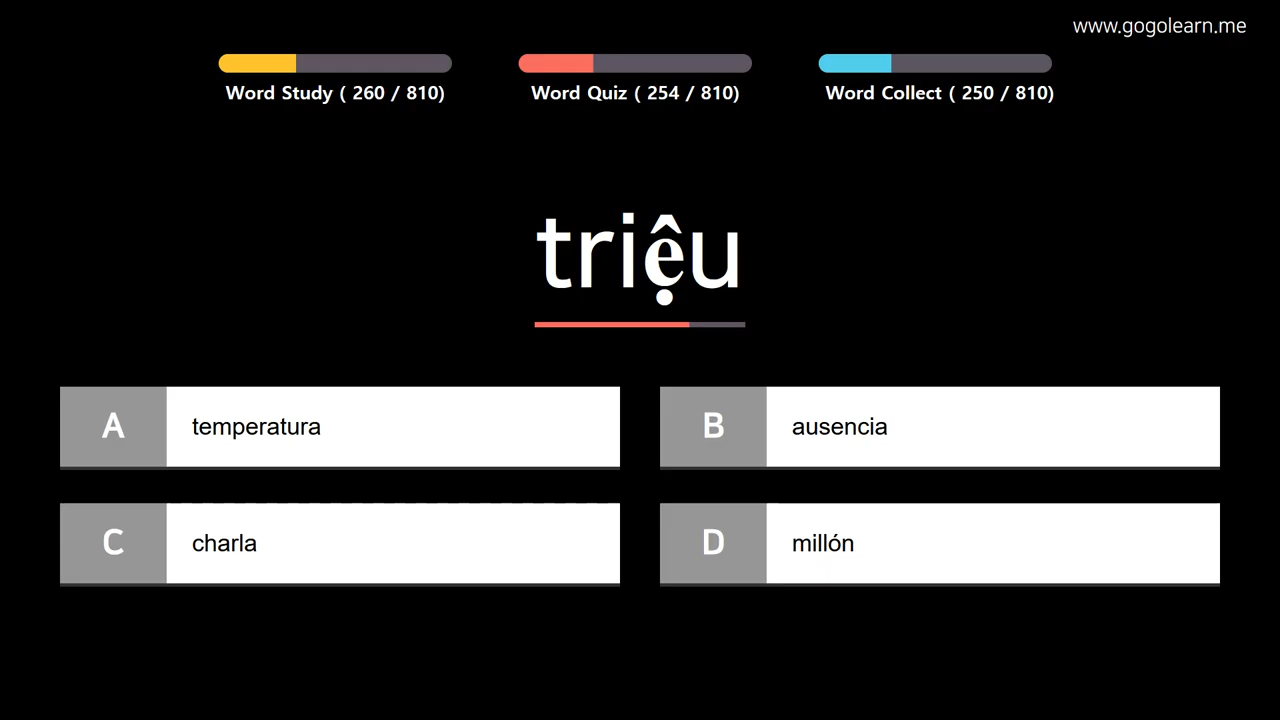 www.gogolearn.me
Word Study ( 260 / 810)
Word Quiz ( 254 / 810)
Word Collect ( 250 / 810)
triệu
A temperatura
B ausencia
C charla
D millón